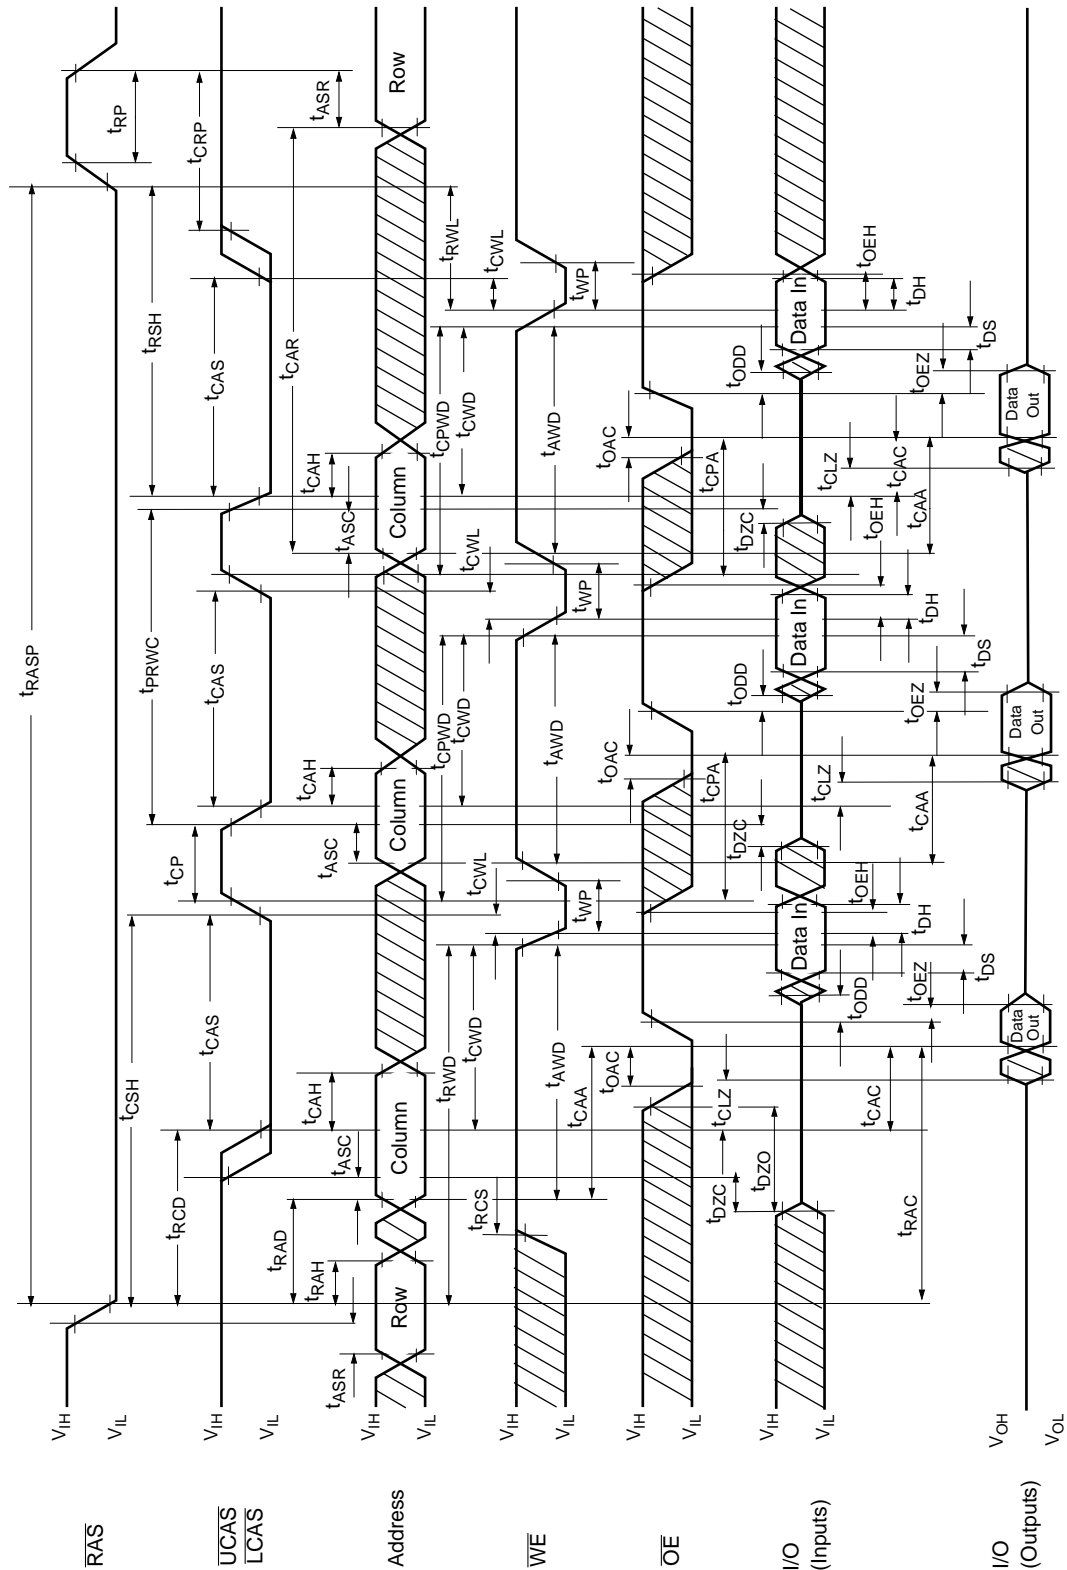 RAS
VIH
VIL
tRASP
tRP
tCSH
tPRWC
tRSH
tRCD
tCAS
tCP
tCAS
tCAS
tCRP
UCAS
LCAS
VIH
VIL
tRAD
tCAR
tASR
tRAH
tASC
tCAH
tASC
tCAH
tASC
tCAH
tASR
Address
VIH
VIL
Row
Column
Column
Column
Row
tRWD
tCPWD
tCPWD
tRWL
tCWD
tCWL
tCWD
tCWL
tCWD
tCWL
tRCS
WE
VIH
VIL
tAWD
tWP
tAWD
tWP
tAWD
tWP
tCAA
tOAC
tOAC
tOAC
OE
VIH
VIL
tCPA
tCPA
tDZC
tCLZ
tDZC
tODD
tDZC
tODD
tDZO
I/O
(Inputs)
VIH
VIL
Data In
Data In
Data In
tCLZ
tCLZ
tODD
tOEH
tOEH
tOEH
tCAC
tCAC
tRAC
tOEZ
tDH
tCAA
tOEZ
tDH
tCAA
tOEZ
tDH
tDS
tDS
tDS
I/O
(Outputs)
VOH
VOL
Data
Out
Data
Out
Data
Out